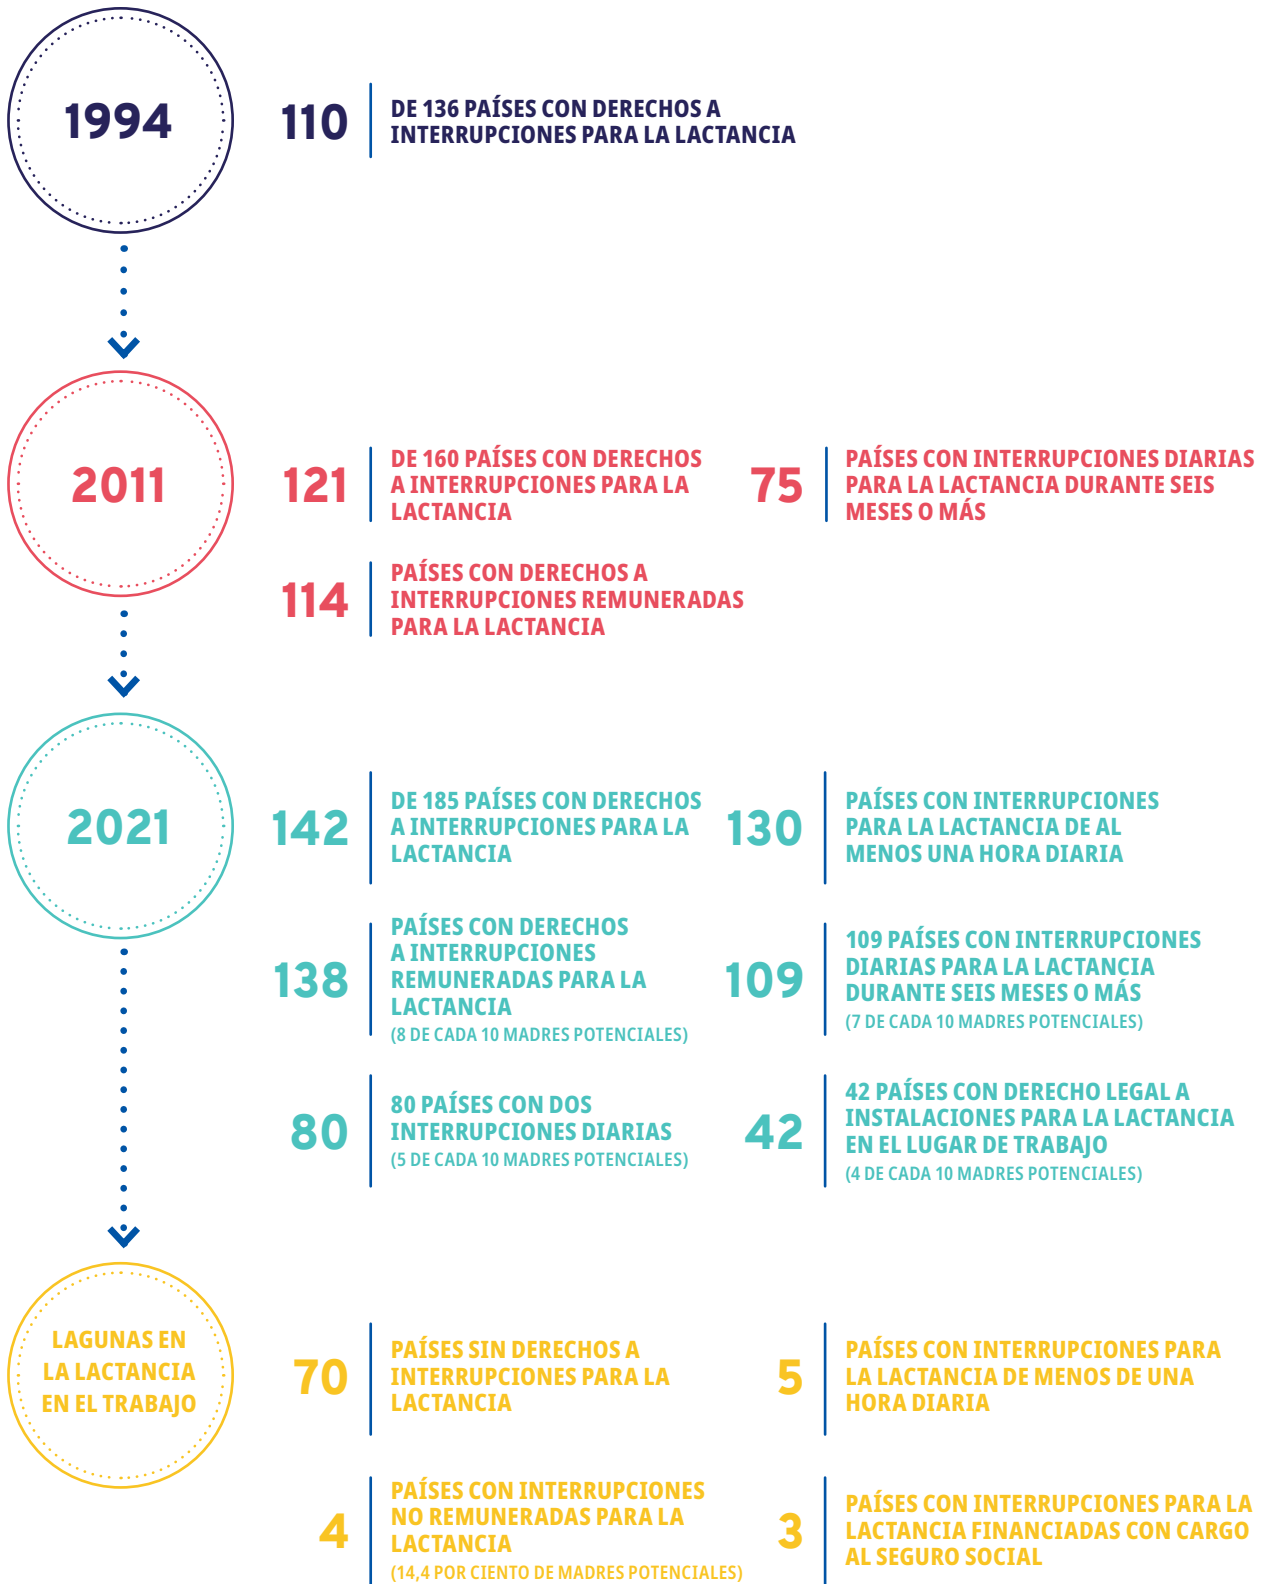 1994
110
DE 136 PAÍSES CON DERECHOS A
INTERRUPCIONES PARA LA LACTANCIA
2011
121
DE 160 PAÍSES CON DERECHOS
A INTERRUPCIONES PARA LA
LACTANCIA
75
PAÍSES CON INTERRUPCIONES DIARIAS
PARA LA LACTANCIA DURANTE SEIS
MESES O MÁS
114
PAÍSES CON DERECHOS A
INTERRUPCIONES REMUNERADAS
PARA LA LACTANCIA
2021
142
DE 185 PAÍSES CON DERECHOS
A INTERRUPCIONES PARA LA
LACTANCIA
130
PAÍSES CON INTERRUPCIONES
PARA LA LACTANCIA DE AL
MENOS UNA HORA DIARIA
138
PAÍSES CON DERECHOS
A INTERRUPCIONES
REMUNERADAS PARA LA
LACTANCIA
(8 DE CADA 10 MADRES POTENCIALES)
109
109 PAÍSES CON INTERRUPCIONES
DIARIAS PARA LA LACTANCIA
DURANTE SEIS MESES O MÁS
(7 DE CADA 10 MADRES POTENCIALES)
80
80 PAÍSES CON DOS
INTERRUPCIONES DIARIAS
(5 DE CADA 10 MADRES POTENCIALES)
42
42 PAÍSES CON DERECHO LEGAL A
INSTALACIONES PARA LA LACTANCIA
EN EL LUGAR DE TRABAJO
(4 DE CADA 10 MADRES POTENCIALES)
LAGUNAS EN
LA LACTANCIA
EN EL TRABAJO
70
PAÍSES SIN DERECHOS A
INTERRUPCIONES PARA LA
LACTANCIA
5
PAÍSES CON INTERRUPCIONES PARA
LA LACTANCIA DE MENOS DE UNA
HORA DIARIA
4
PAÍSES CON INTERRUPCIONES
NO REMUNERADAS PARA LA
LACTANCIA
(14,4 POR CIENTO DE MADRES POTENCIALES)
3
PAÍSES CON INTERRUPCIONES PARA LA
LACTANCIA FINANCIADAS CON CARGO
AL SEGURO SOCIAL